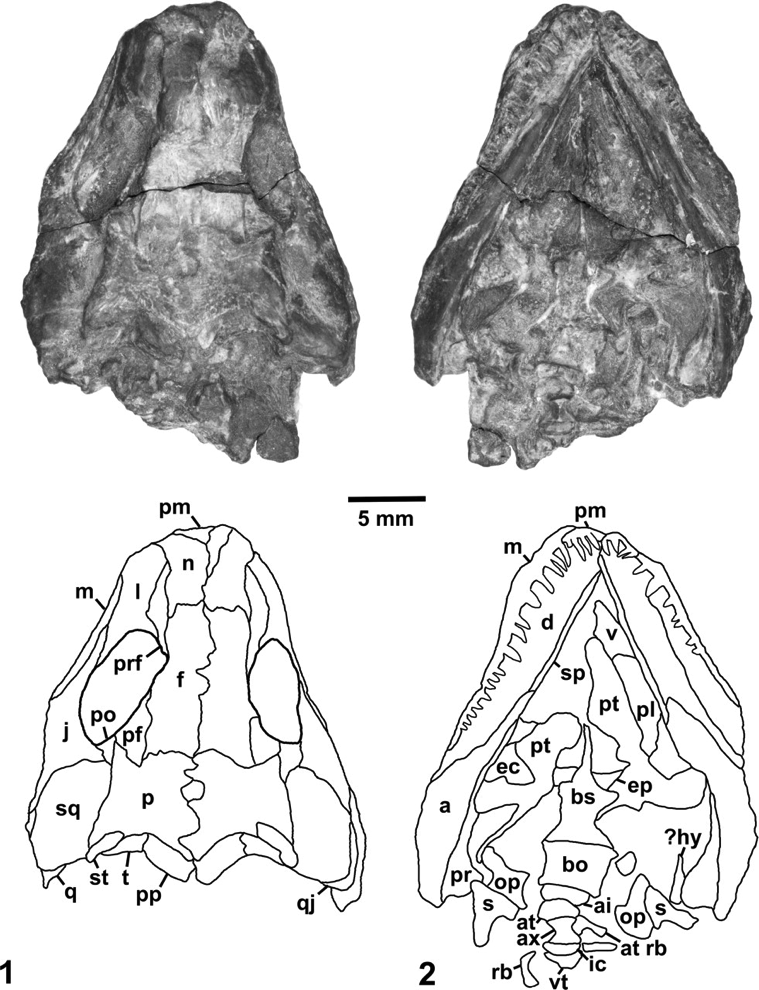 5 mm
pm
n
l
m
prf
f
po
pf
j
p
sq
q
st
t
pp
qj
1
pm
m
d
v
sp
pt
pl
pt
ec
ep
bs
a
?hy
bo
pr
op
s
ai
at
op
s
ax
at rb
ic
rb
vt
2